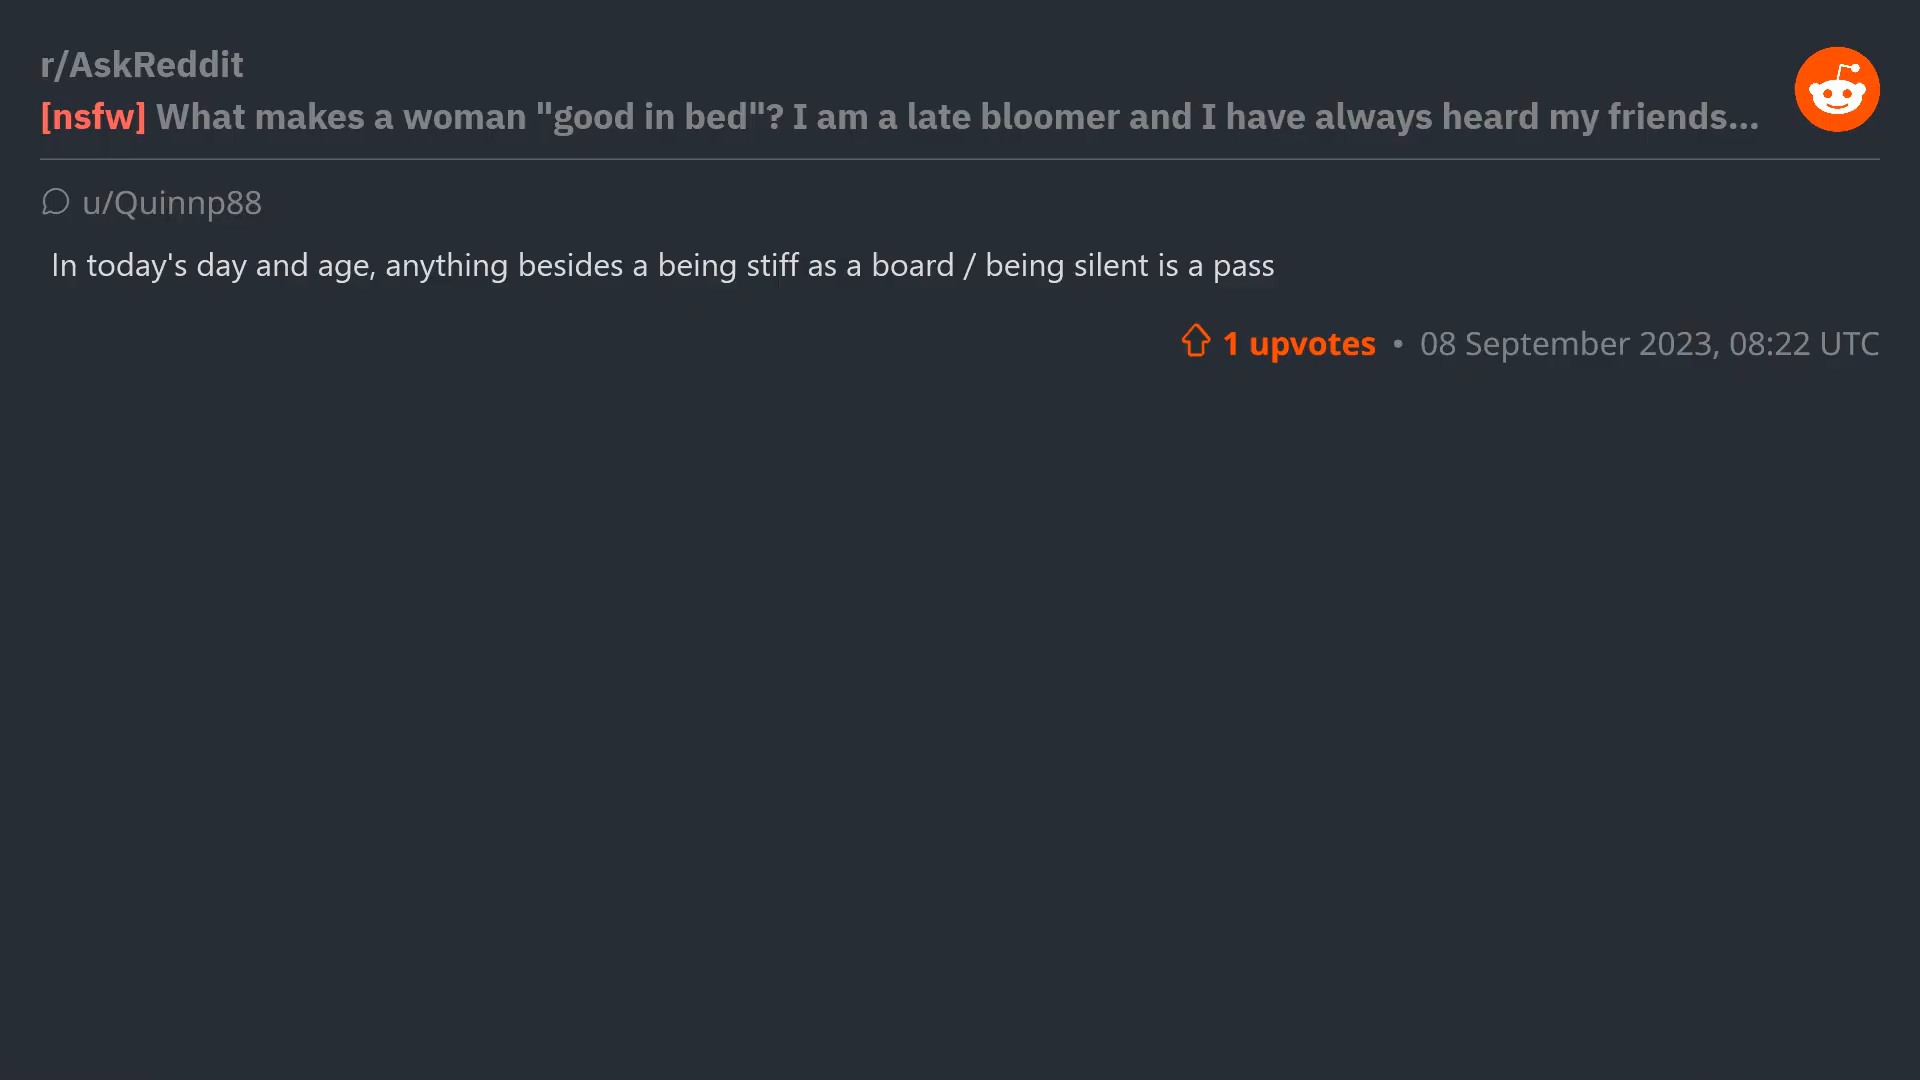 r/AskReddit
[nsfw] What makes a woman "good in bed"? I am a late bloomer and I have always heard my friends...
u/Quinnp88
In today's day and age, anything besides a being stiff as a board / being silent is a pass
1 upvotes • 08 September 2023, 08:22 UTC